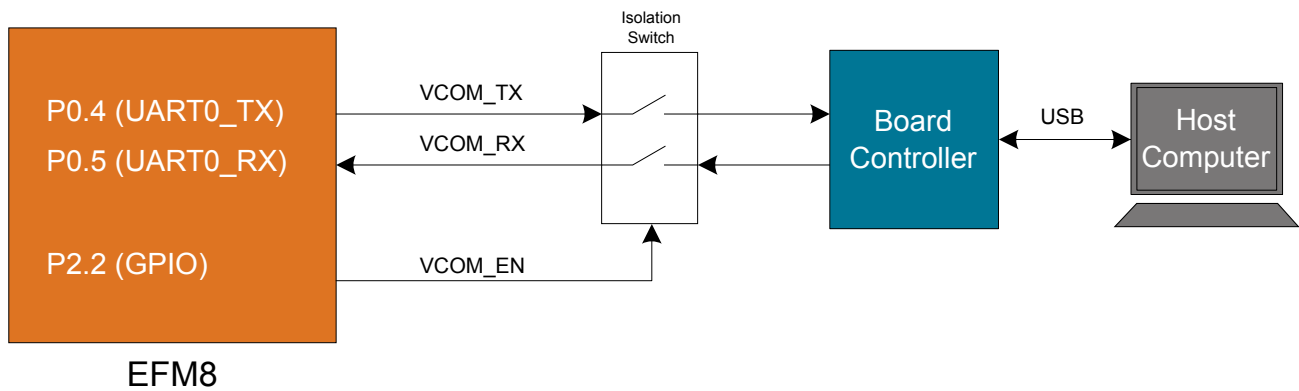 Isolation
Switch
P0.4 (UART0_TX)
VCOM_TX
P0.5 (UART0_RX)
VCOM_RX
Board
Controller
USB
Host
Computer
P2.2 (GPIO)
VCOM_EN
EFM8